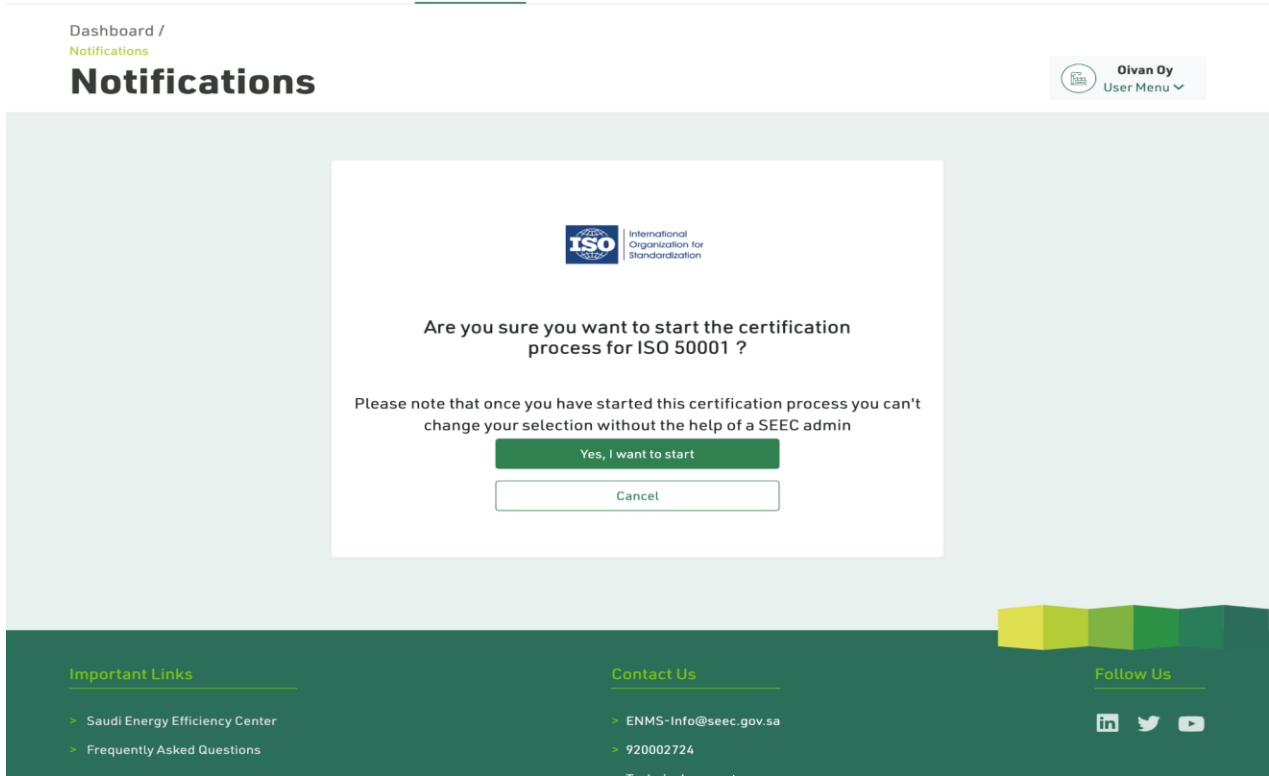 Dashboard /
Notifications
Notifications
Oivan Oy
User Menu
ISO
International
Organization for
Standardization
Are you sure you want to start the certification
process for ISO 50001 ?
Please note that once you have started this certification process you can't
change your selection without the help of a SEEC admin
Yes, I want to start
Cancel
Important Links
Contact Us
Follow Us
> Saudi Energy Efficiency Center
> ENMS-Info@seec.gov.sa
in
> Frequently Asked Questions
> 920002724